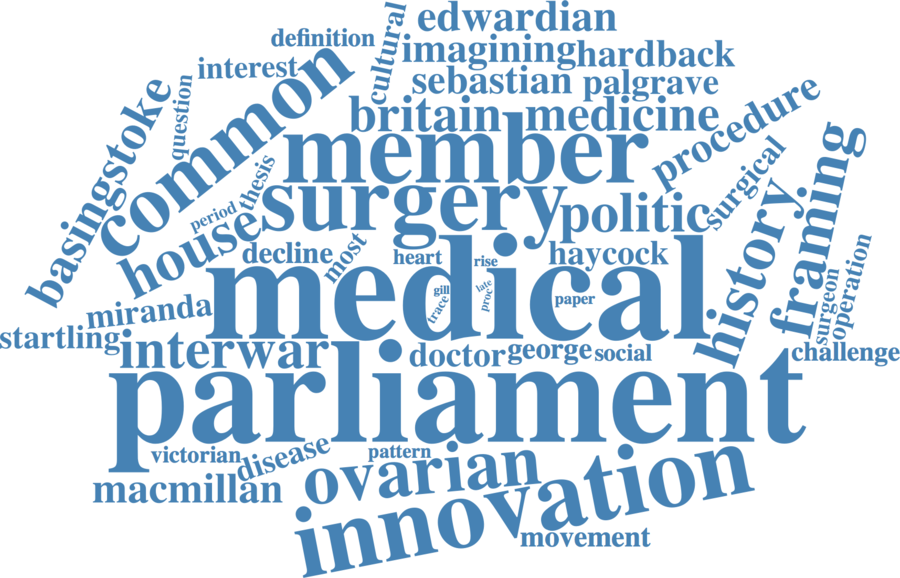 edwardian
definition
cultural
imagining
hardback
interest
common
sebastian
palgrave
basingstoke
question
britain
medicine
procedure
member
thesis
surgery
surgical
period
house
politic
framing
history
decline
most
heart
rise
haycock
medical
miranda
gill
trace
late
proc
paper
surgeon
operation
startling
interwar
doctor
george
social
challenge
parliament
victorian
disease
pattern
macmillan
ovarian
innovation
movement